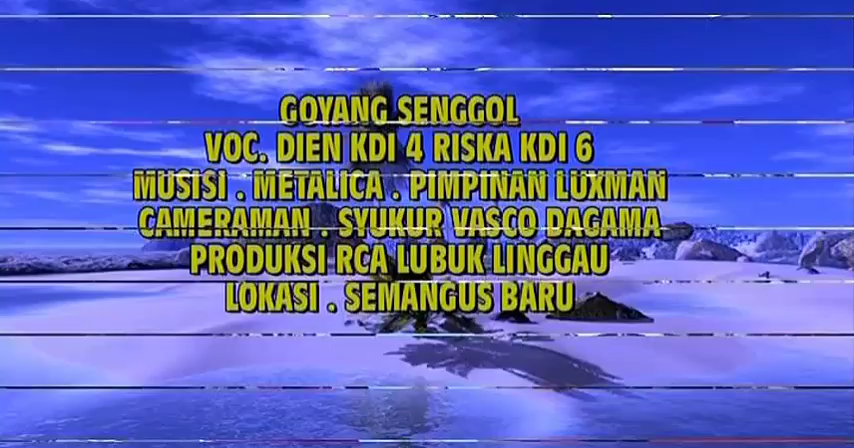 GOYANG SENGGOL
VOC. DIEN KDI 4 RISKA KDI 6
MUSISI . METALICA . PIMPINAN LUXMAN
CAMERAMAN . SYUKUR VASCO DAGAMA
PRODUKSI RCA LUBUK LINGGAU
LOKASI . SEMANGUS BARU